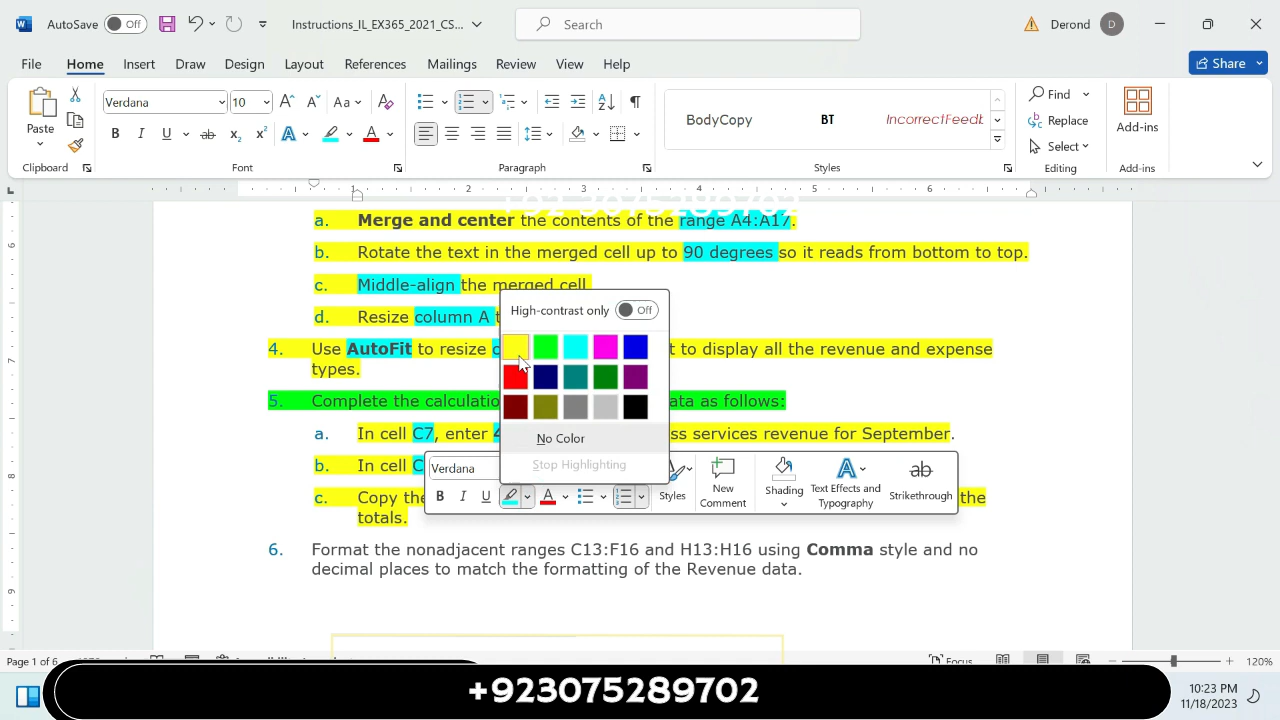 AutoSave Off Instructions_IL_EX365_2021_CS... Search Derond D
File Home Insert Draw Design Layout References Mailings Review View Help Share
Paste Verdana 10 Aa BodyCopy BT IncorrectFeedb Find Replace Select Add-ins
Clipboard Font Paragraph Styles Editing Add-ins
1 2 3 4 5 6
a. Merge and center the contents of the range A4:A17.
b. Rotate the text in the merged cell up to 90 degrees so it reads from bottom to top.
c. Middle-align the merged cell.
d. Resize column A
4. Use AutoFit to resize to display all the revenue and expense
types.
5. Complete the calculatio ata as follows:
a. In cell C7, enter 4 ss services revenue for September.
b. In cell C
c. Copy the the
totals.
6. Format the nonadjacent ranges C13:F16 and H13:H16 using Comma style and no
decimal places to match the formatting of the Revenue data.
High-contrast only Off
No Color
Stop Highlighting
Verdana
B I U A Styles New Comment Shading Text Effects and Typography Strikethrough
Page 1 of 6 Focus 120%
+923075289702
10:23 PM
11/18/2023